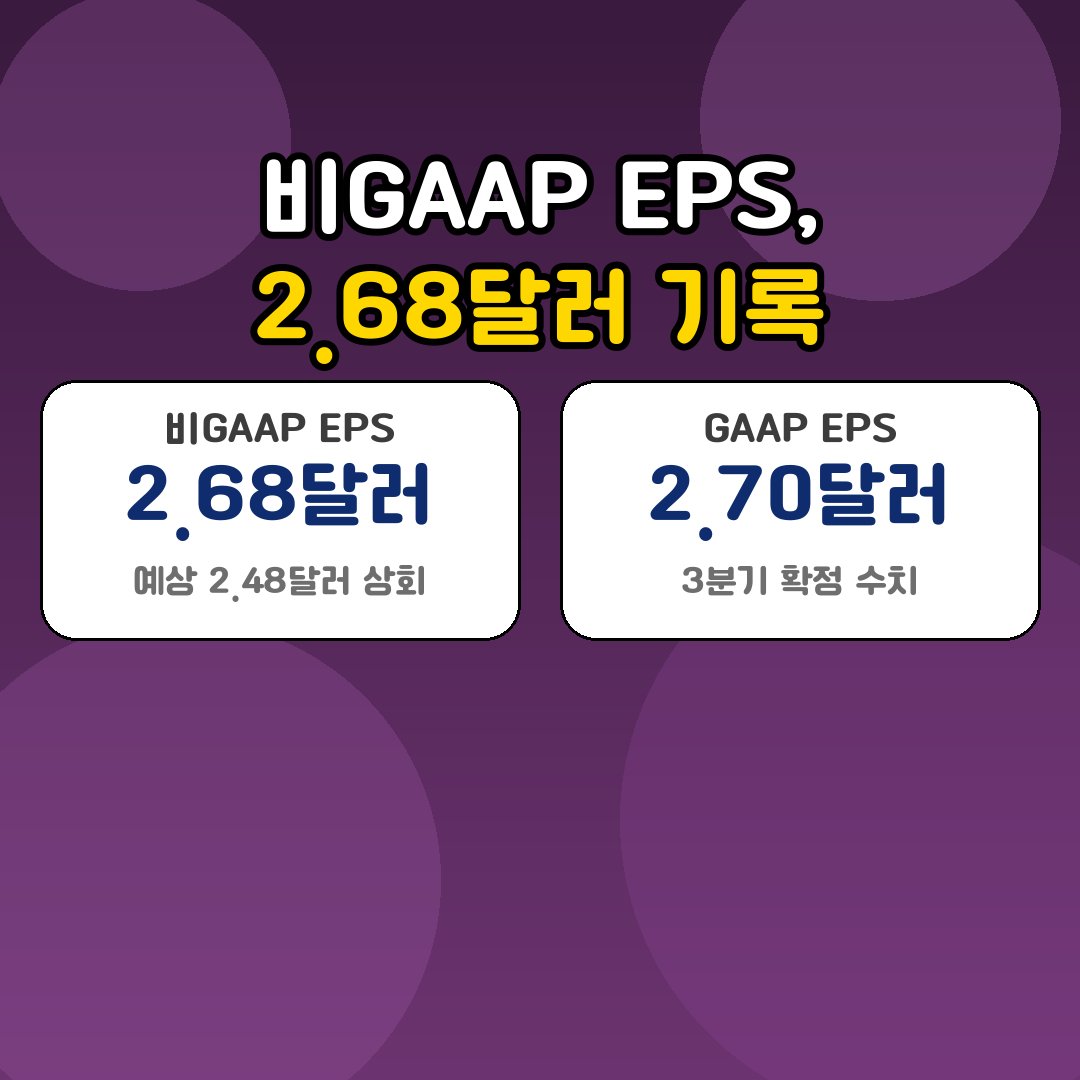 비GAAP EPS,
2.68달러 기록
비GAAP EPS
2.68달러
예상 2.48달러 상회
GAAP EPS
2.70달러
3분기 확정 수치